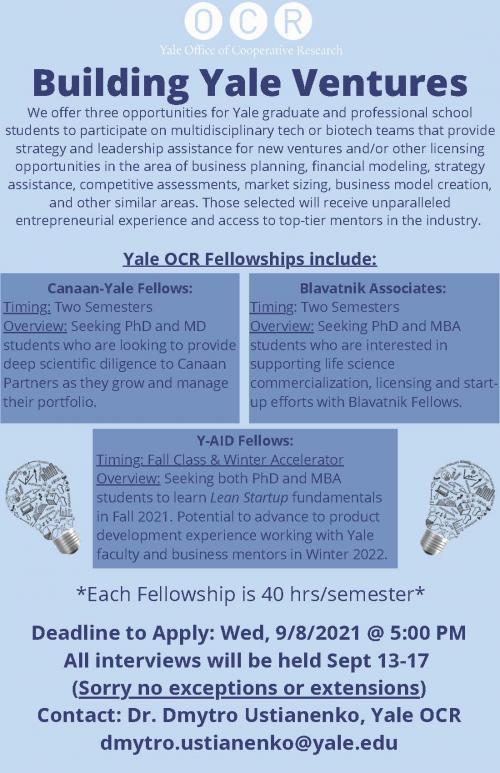 OCR
Yale Office of Cooperative Research
Building Yale Ventures
We offer three opportunities for Yale graduate and professional school
students to participate on multidisciplinary tech or biotech teams that provide
strategy and leadership assistance for new ventures and/or other licensing
opportunities in the area of business planning, financial modeling, strategy
assistance, competitive assessments, market sizing, business model creation,
and other similar areas. Those selected will receive unparalleled
entrepreneurial experience and access to top-tier mentors in the industry.
Yale OCR Fellowships include:
Canaan-Yale Fellows:
Timing: Two Semesters
Overview: Seeking PhD and MD
students who are looking to provide
deep scientific diligence to Canaan
Partners as they grow and manage
their portfolio.
Blavatnik Associates:
Timing: Two Semesters
Overview: Seeking PhD and MBA
students who are interested in
supporting life science
commercialization, licensing and start-
up efforts with Blavatnik Fellows.
Y-AID Fellows:
Timing: Fall Class & Winter Accelerator
Overview: Seeking both PhD and MBA
students to learn Lean Startup fundamentals
in Fall 2021. Potential to advance to product
development experience working with Yale
faculty and business mentors in Winter 2022.
*Each Fellowship is 40 hrs/semester*
Deadline to Apply: Wed, 9/8/2021 @ 5:00 PM
All interviews will be held Sept 13-17
(Sorry no exceptions or extensions)
Contact: Dr. Dmytro Ustianenko, Yale OCR
dmytro.ustianenko@yale.edu